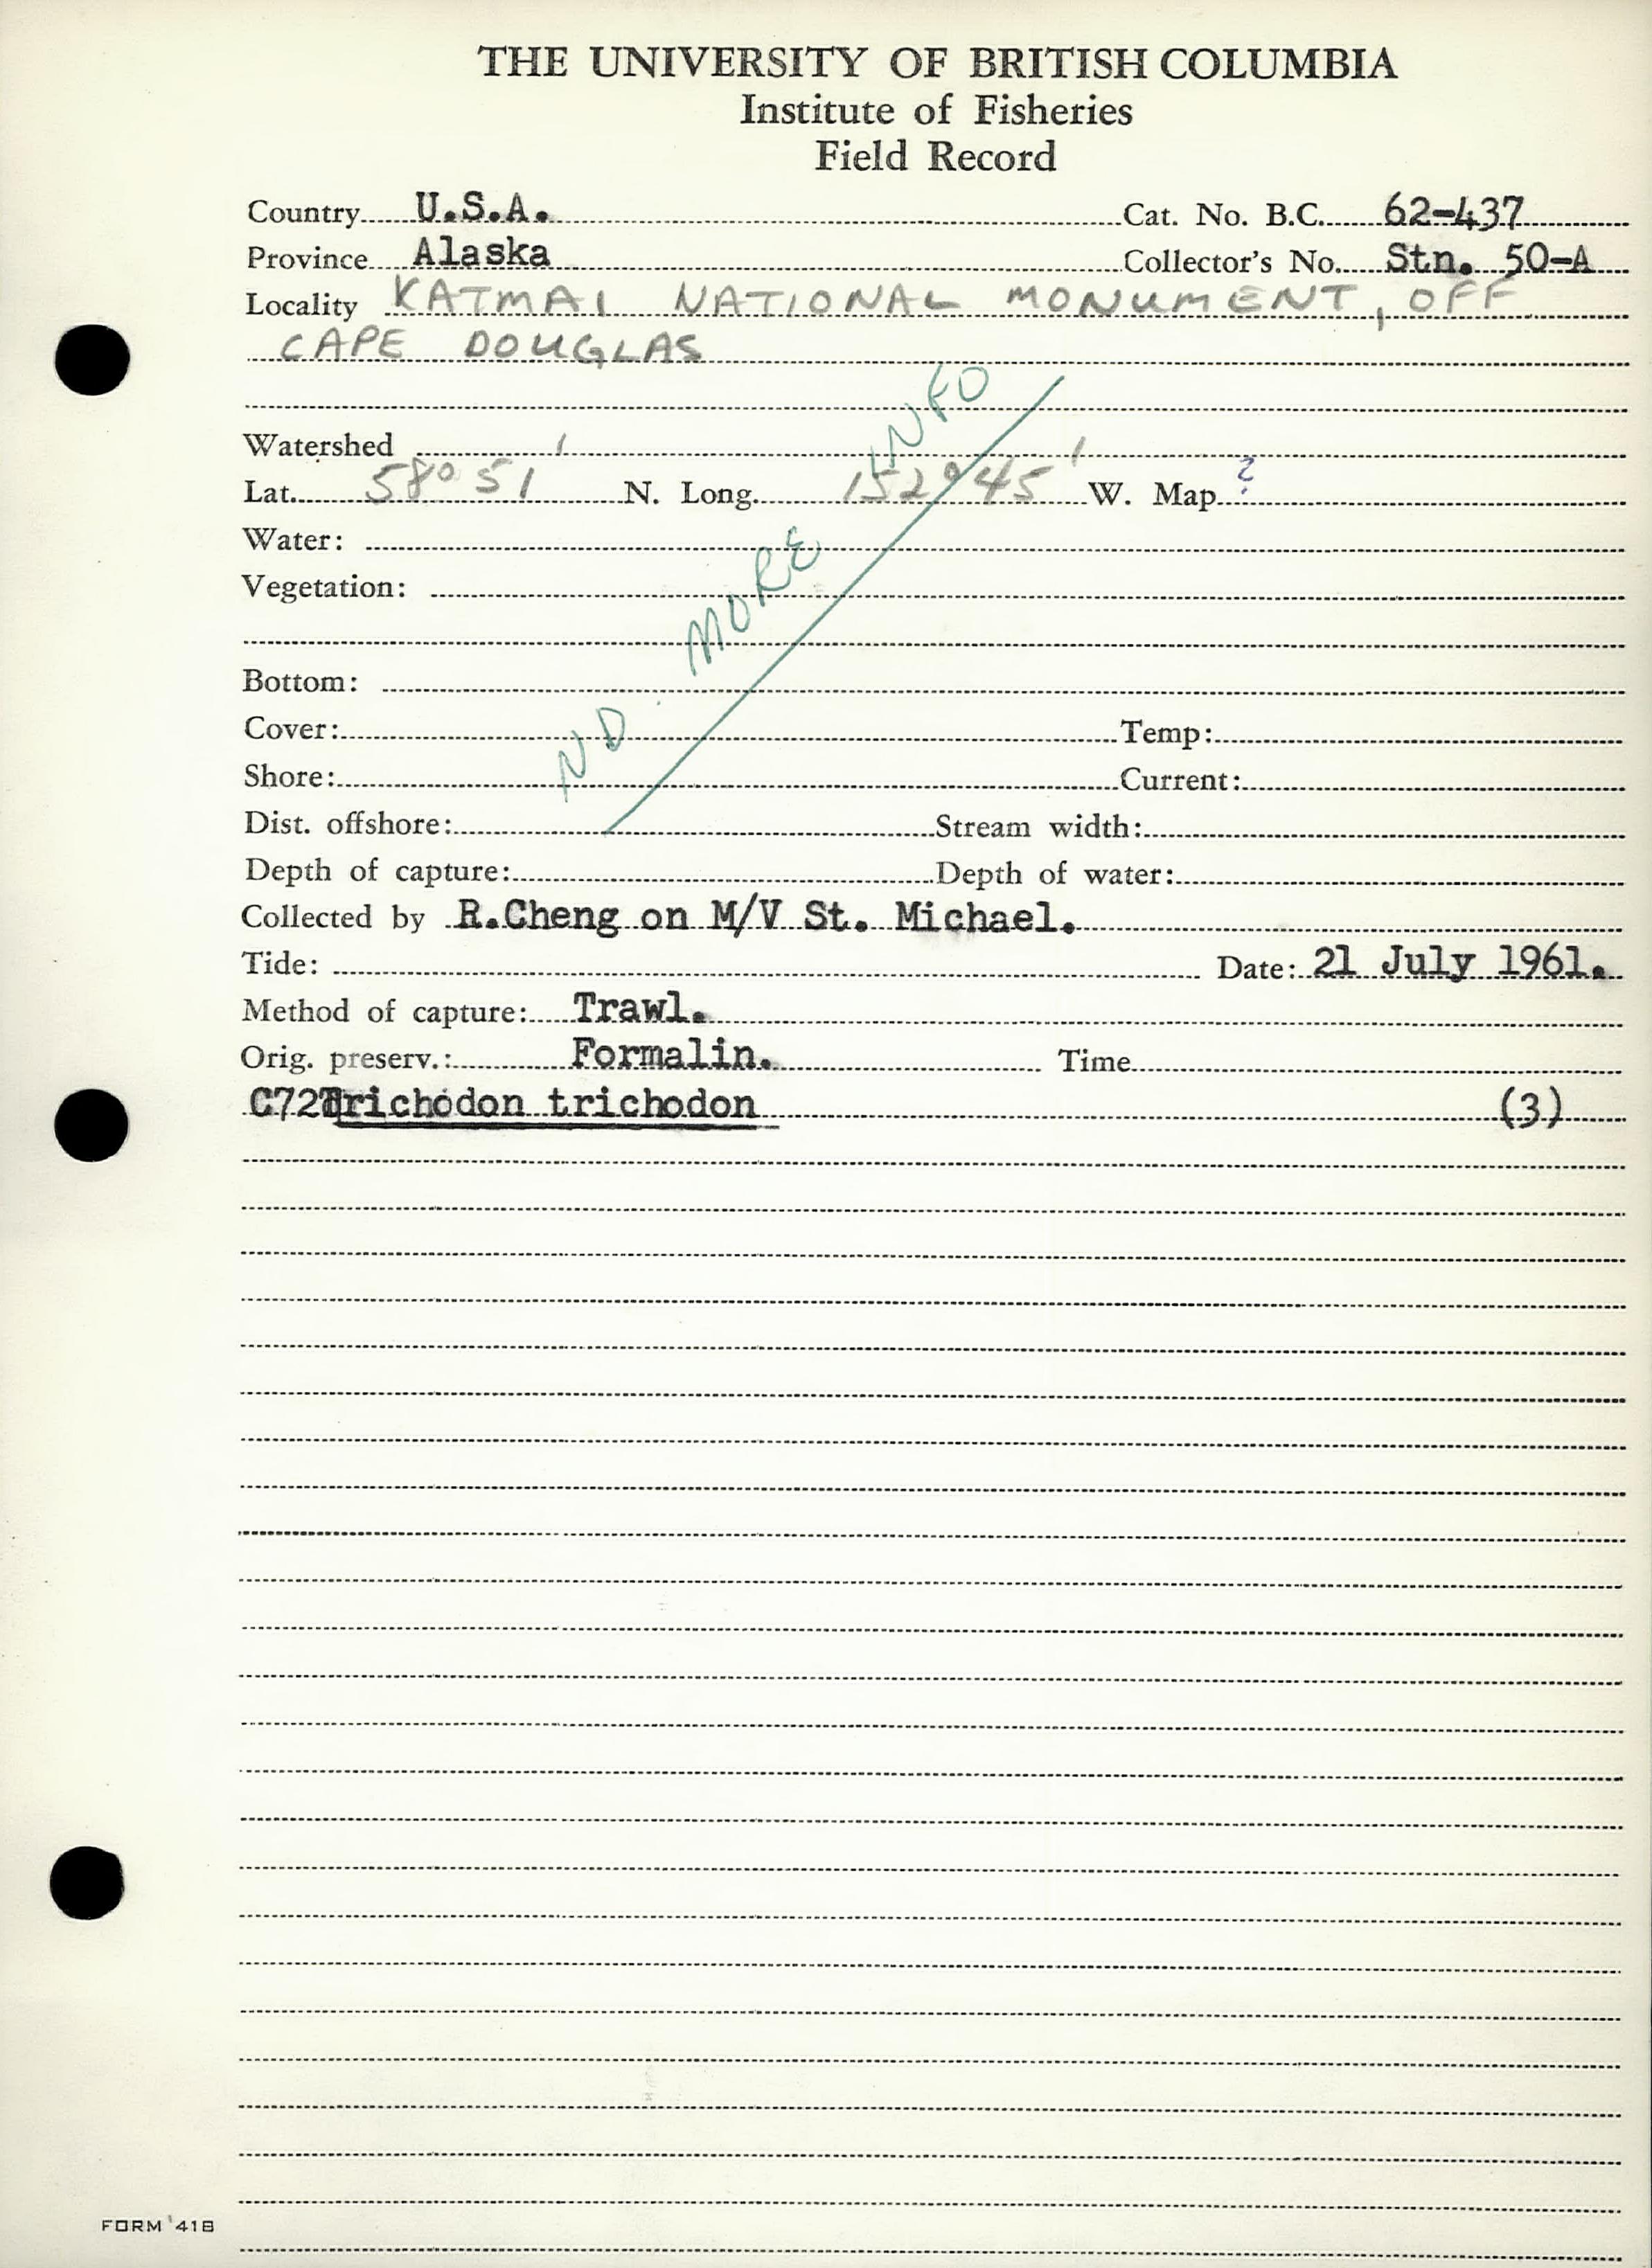 THE UNIVERSITY OF BRITISH COLUMBIA
Institute of Fisheries
Field Record
Country U.S.A. Cat. No. B.C. 62-437
Province Alaska Collector's No. Stn. 50-A
Locality KATMAI NATIONAL MONUMENT, OFF
CAPE DOUGLAS
Watershed
Lat. 58° 51' N. Long. 152° 45' W. Map ?
Water:
Vegetation:
NO MORE INFO
Bottom:
Cover: Temp:
Shore: Current:
Dist. offshore: Stream width:
Depth of capture: Depth of water:
Collected by R.Cheng on M/V St. Michael.
Tide: Date: 21 July 1961.
Method of capture: Trawl.
Orig. preserv.: Formalin. Time
Trichodon trichodon (3)
FORM 41B